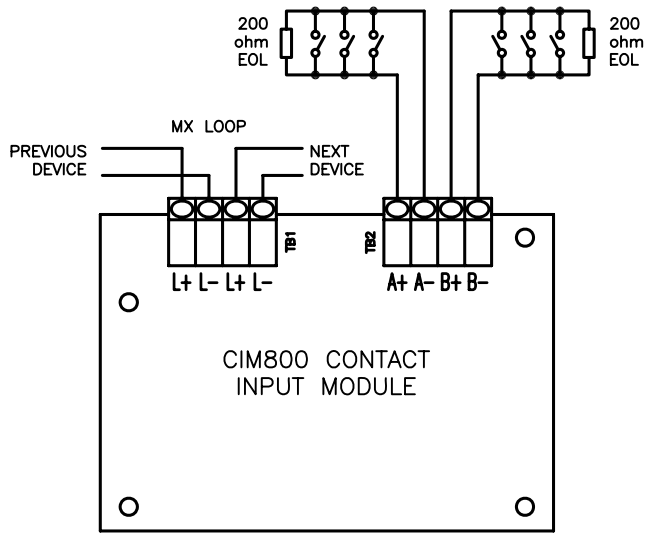 200
ohm
EOL
200
ohm
EOL
MX LOOP
PREVIOUS
DEVICE
NEXT
DEVICE
TB1
TB2
L+ L- L+ L-
A+ A- B+ B-
CIM800 CONTACT
INPUT MODULE